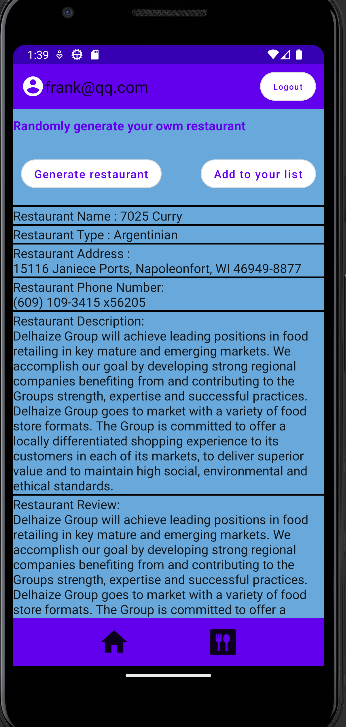 1:39
frank@qq.com
Logout
Randomly generate your owm restaurant
Generate restaurant
Add to your list
Restaurant Name : 7025 Curry
Restaurant Type : Argentinian
Restaurant Address :
15116 Janiece Ports, Napoleonfort, WI 46949-8877
Restaurant Phone Number:
(609) 109-3415 x56205
Restaurant Description:
Delhaize Group will achieve leading positions in food
retailing in key mature and emerging markets. We
accomplish our goal by developing strong regional
companies benefiting from and contributing to the
Groups strength, expertise and successful practices.
Delhaize Group goes to market with a variety of food
store formats. The Group is committed to offer a
locally differentiated shopping experience to its
customers in each of its markets, to deliver superior
value and to maintain high social, environmental and
ethical standards.
Restaurant Review:
Delhaize Group will achieve leading positions in food
retailing in key mature and emerging markets. We
accomplish our goal by developing strong regional
companies benefiting from and contributing to the
Groups strength, expertise and successful practices.
Delhaize Group goes to market with a variety of food
store formats. The Group is committed to offer a